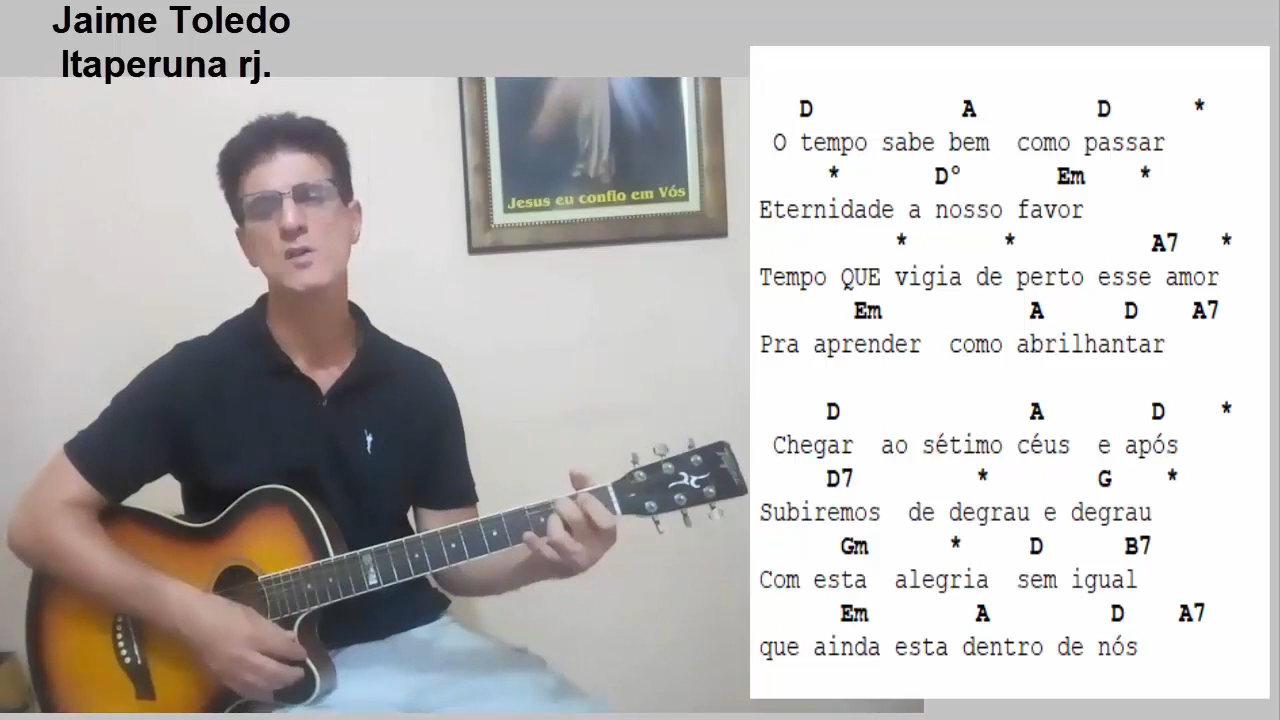 Jaime Toledo
Itaperuna rj.
Jesus eu confio em Vós
D A D *
O tempo sabe bem como passar
* D° Em *
Eternidade a nosso favor
* * A7 *
Tempo QUE vigia de perto esse amor
Em A D A7
Pra aprender como abrilhantar
D A D *
Chegar ao sétimo céus e após
D7 * G *
Subiremos de degrau e degrau
Gm * D B7
Com esta alegria sem igual
Em A D A7
que ainda esta dentro de nós